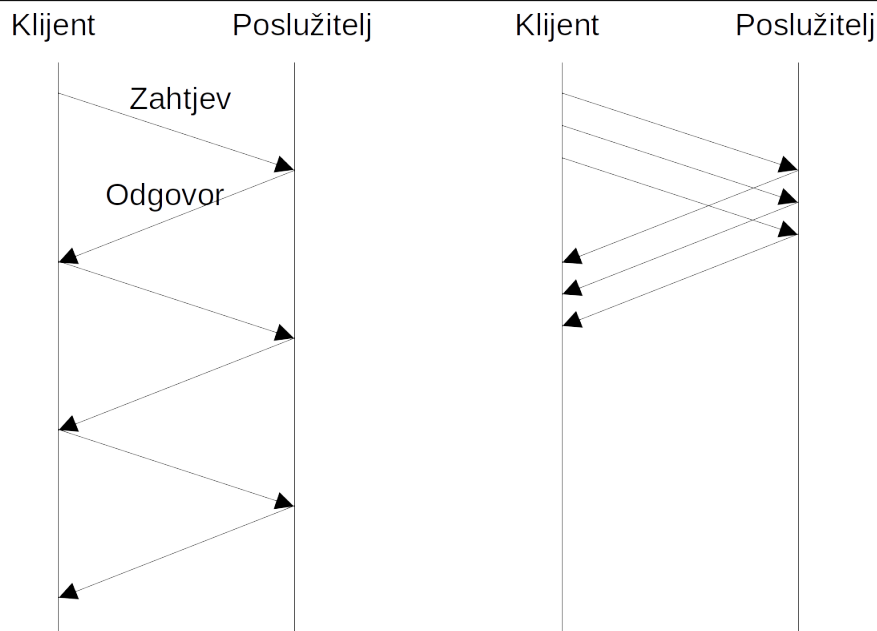 Klijent
Poslužitelj
Klijent
Poslužitelj
Zahtjev
Odgovor